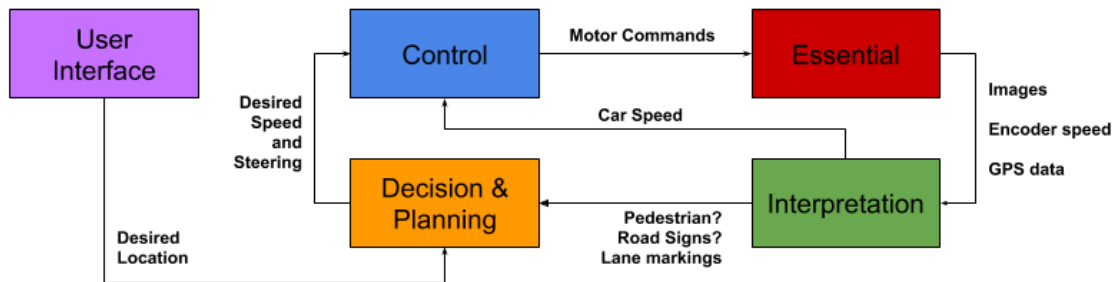 User
Interface
Control
Motor Commands
Essential
Desired
Speed
and
Steering
Car Speed
Images
Encoder speed
GPS data
Decision &
Planning
Interpretation
Pedestrian?
Road Signs?
Lane markings
Desired
Location